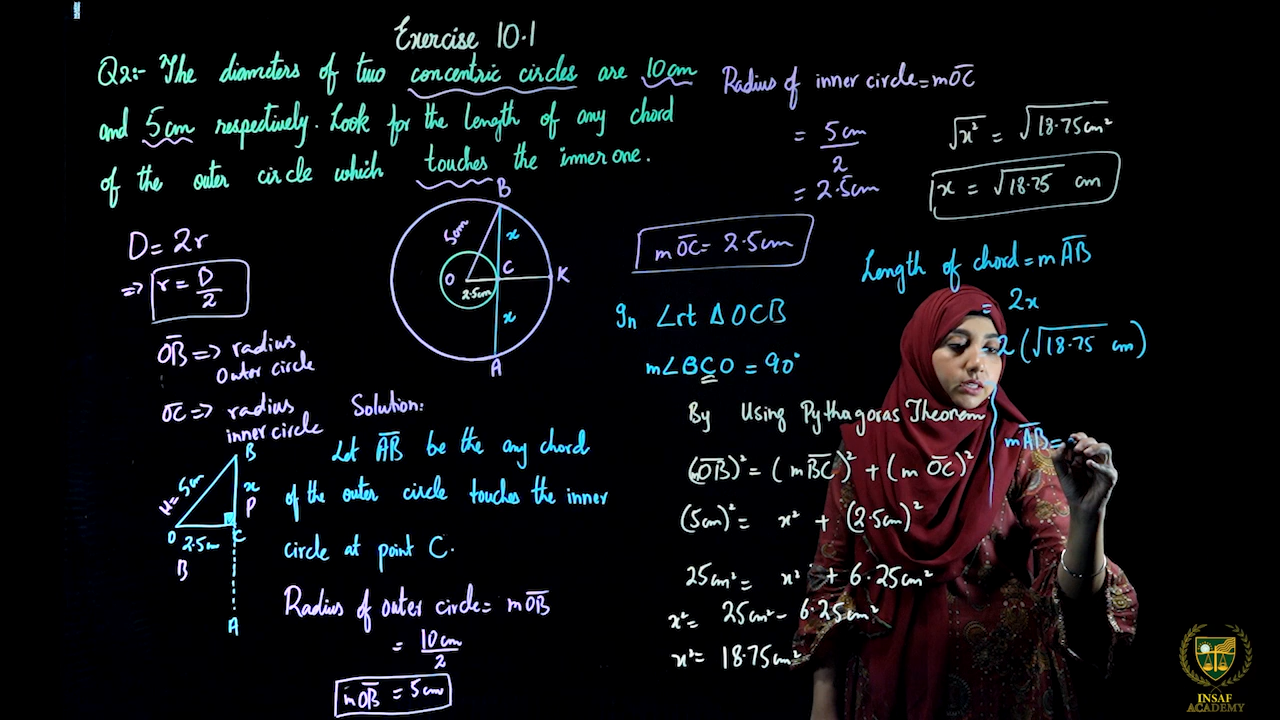 Exercise 10.1
Q2:- The diameters of two concentric circles are 10cm
and 5cm respectively. Look for the length of any chord
of the outer circle which touches the inner one.
D = 2r
=> r = D/2
OB => radius
outer circle
OC => radius
inner circle
B
5cm
x
O
C
K
2.5cm
x
A
B
H=5cm
x
P
O
2.5cm
C
B
A
Solution:
Let AB be the any chord
of the outer circle touches the inner
circle at point C.
Radius of outer circle = mOB
= 10cm/2
mOB = 5cm
Radius of inner circle = mOC
= 5cm/2
= 2.5cm
mOC = 2.5cm
In ∠rt ΔOCB
m∠BCO = 90°
By Using Pythagoras Theorem
(mOB)² = (mBC)² + (mOC)²
(5cm)² = x² + (2.5cm)²
25cm² = x² + 6.25cm²
x² = 25cm² - 6.25cm²
x² = 18.75cm²
√x² = √18.75cm²
x = √18.75 cm
Length of chord = mAB
= 2x
= 2(√18.75 cm)
mAB =
INSAF
ACADEMY